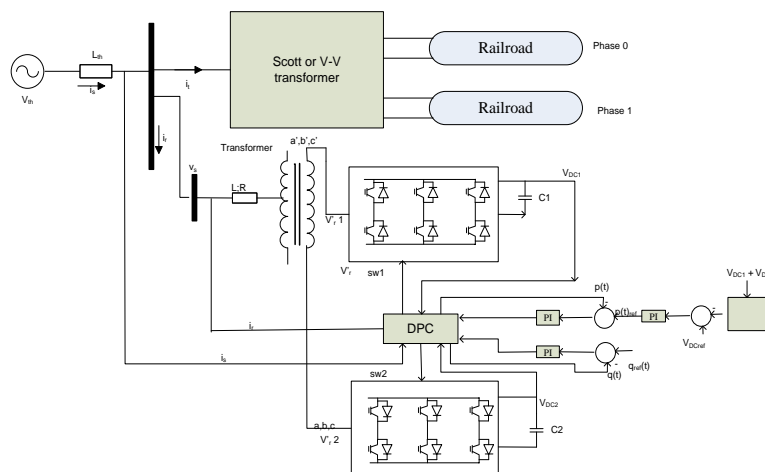 L_th
V_th
i_s
i_t
Scott or V-V
transformer
Railroad
Phase 0
Railroad
Phase 1
i_r
a',b',c'
Transformer
v_s
L;R
V'_r 1
V'_r
sw1
V_DC1
C1
p(t)
V_DC1 + V_D
-
p(t)_ref
PI
PI
-
DPC
V_DCref
i_r
i_s
PI
q_ref(t)
-
q(t)
sw2
a,b,c
V'_r 2
V_DC2
C2